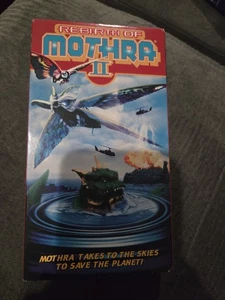 REBIRTH OF
MOTHRA
II
MOTHRA TAKES TO THE SKIES
TO SAVE THE PLANET!